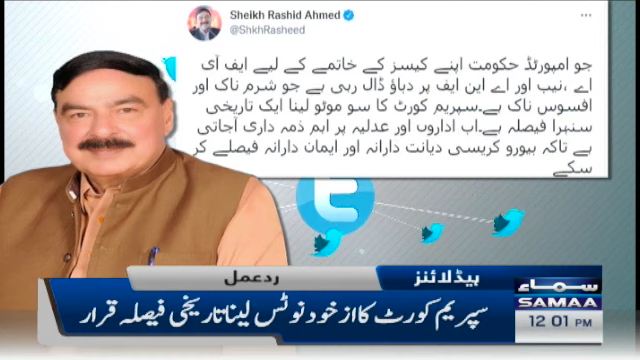 Sheikh Rashid Ahmed
@ShkhRasheed
جو امپورٹڈ حکومت اپنے کیسز کے خاتمے کے لیے ایف آی
اے ،نیب اور اے این ایف پر دباؤ ڈال رہی ہے جو شرم ناک اور
افسوس ناک ہے۔سپریم کورٹ کا سو موٹو لینا ایک تاریخی
سنہرا فیصلہ ہے۔اب اداروں اور عدلیہ پر اہم ذمہ داری آجاتی
ہے تاکہ بیورو کریسی دیانت دارانہ اور ایمان دارانہ فیصلے کر
سکے
ہیڈلائنز
ردعمل
سپریم کورٹ کا از خود نوٹس لینا تاریخی فیصلہ قرار
سماء
SAMAA
12 01 PM